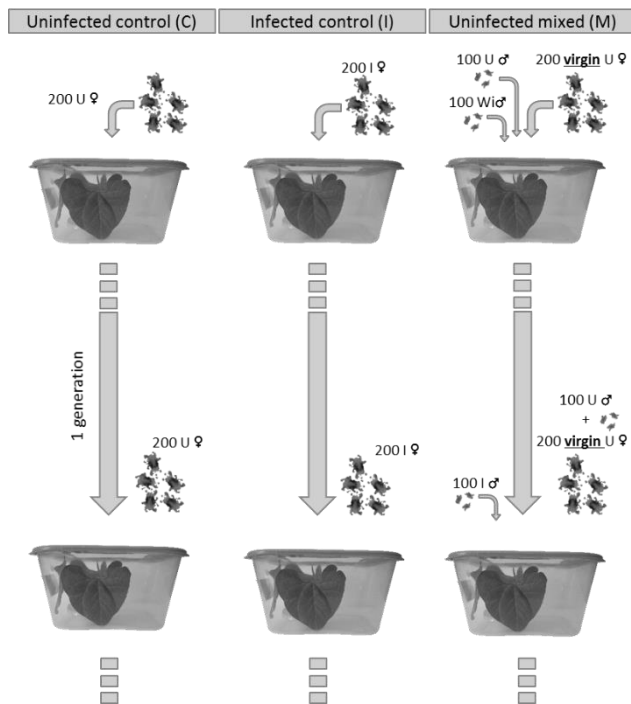 Uninfected control (C)
Infected control (I)
Uninfected mixed (M)
200 U ♀
200 I ♀
100 U ♂
100 Wi♂
200 virgin U ♀
1 generation
200 U ♀
200 I ♀
100 I ♂
100 U ♂
+
200 virgin U ♀